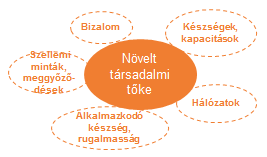 Bizalom
Készségek,
kapacitások
Szellemi
minták,
meggyőző-
dések
Növelt
társadalmi
tőke
Hálózatok
Alkalmazkodó
készség,
rugalmasság